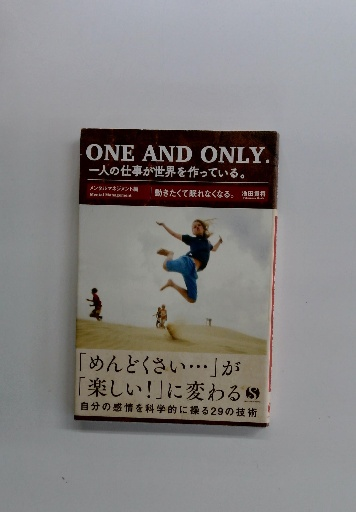 ONE AND ONLY.
一人の仕事が世界を作っている。
メンタルマネジメント編 「動きたくて眠れなくなる。」 池田貴将
Mental Management
「めんどくさい…」が
「楽しい!」に変わる
S
自分の感情を科学的に操る29の技術